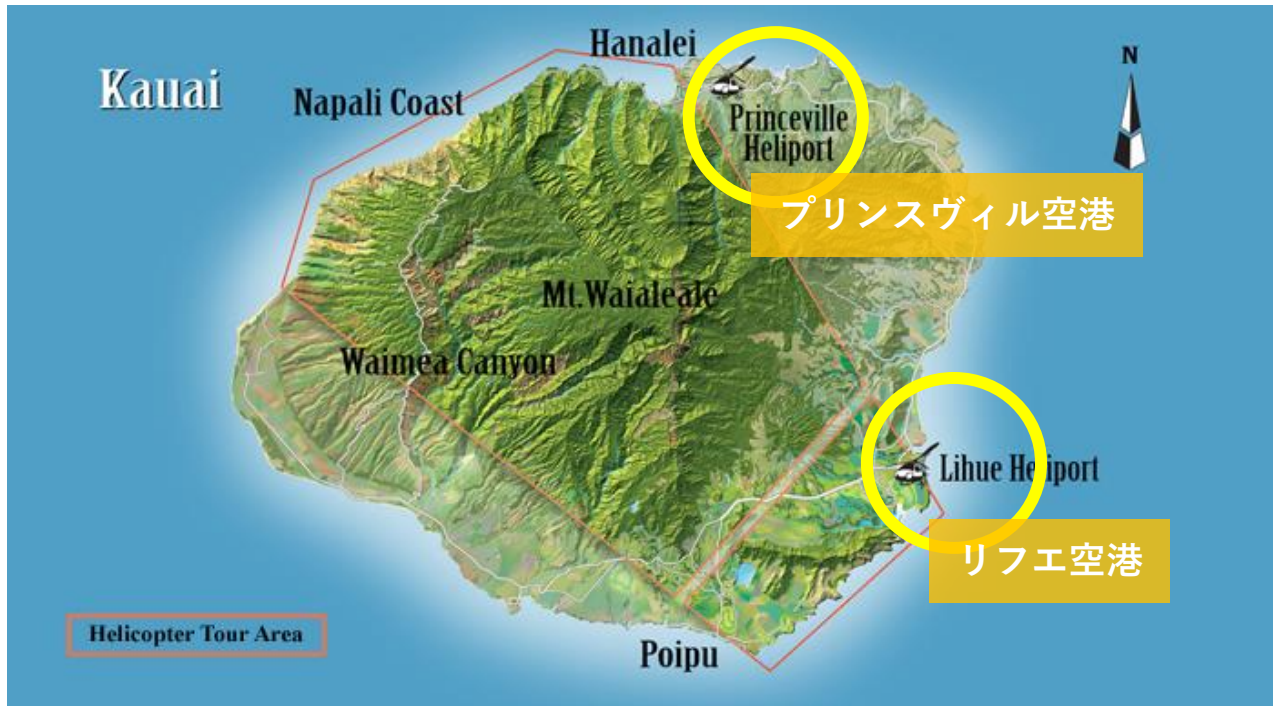 Kauai
Hanalei
Napali Coast
N
Princeville
Heliport
プリンスヴィル空港
Mt.Waialeale
Waimea Canyon
Lihue Heliport
リフエ空港
Helicopter Tour Area
Poipu